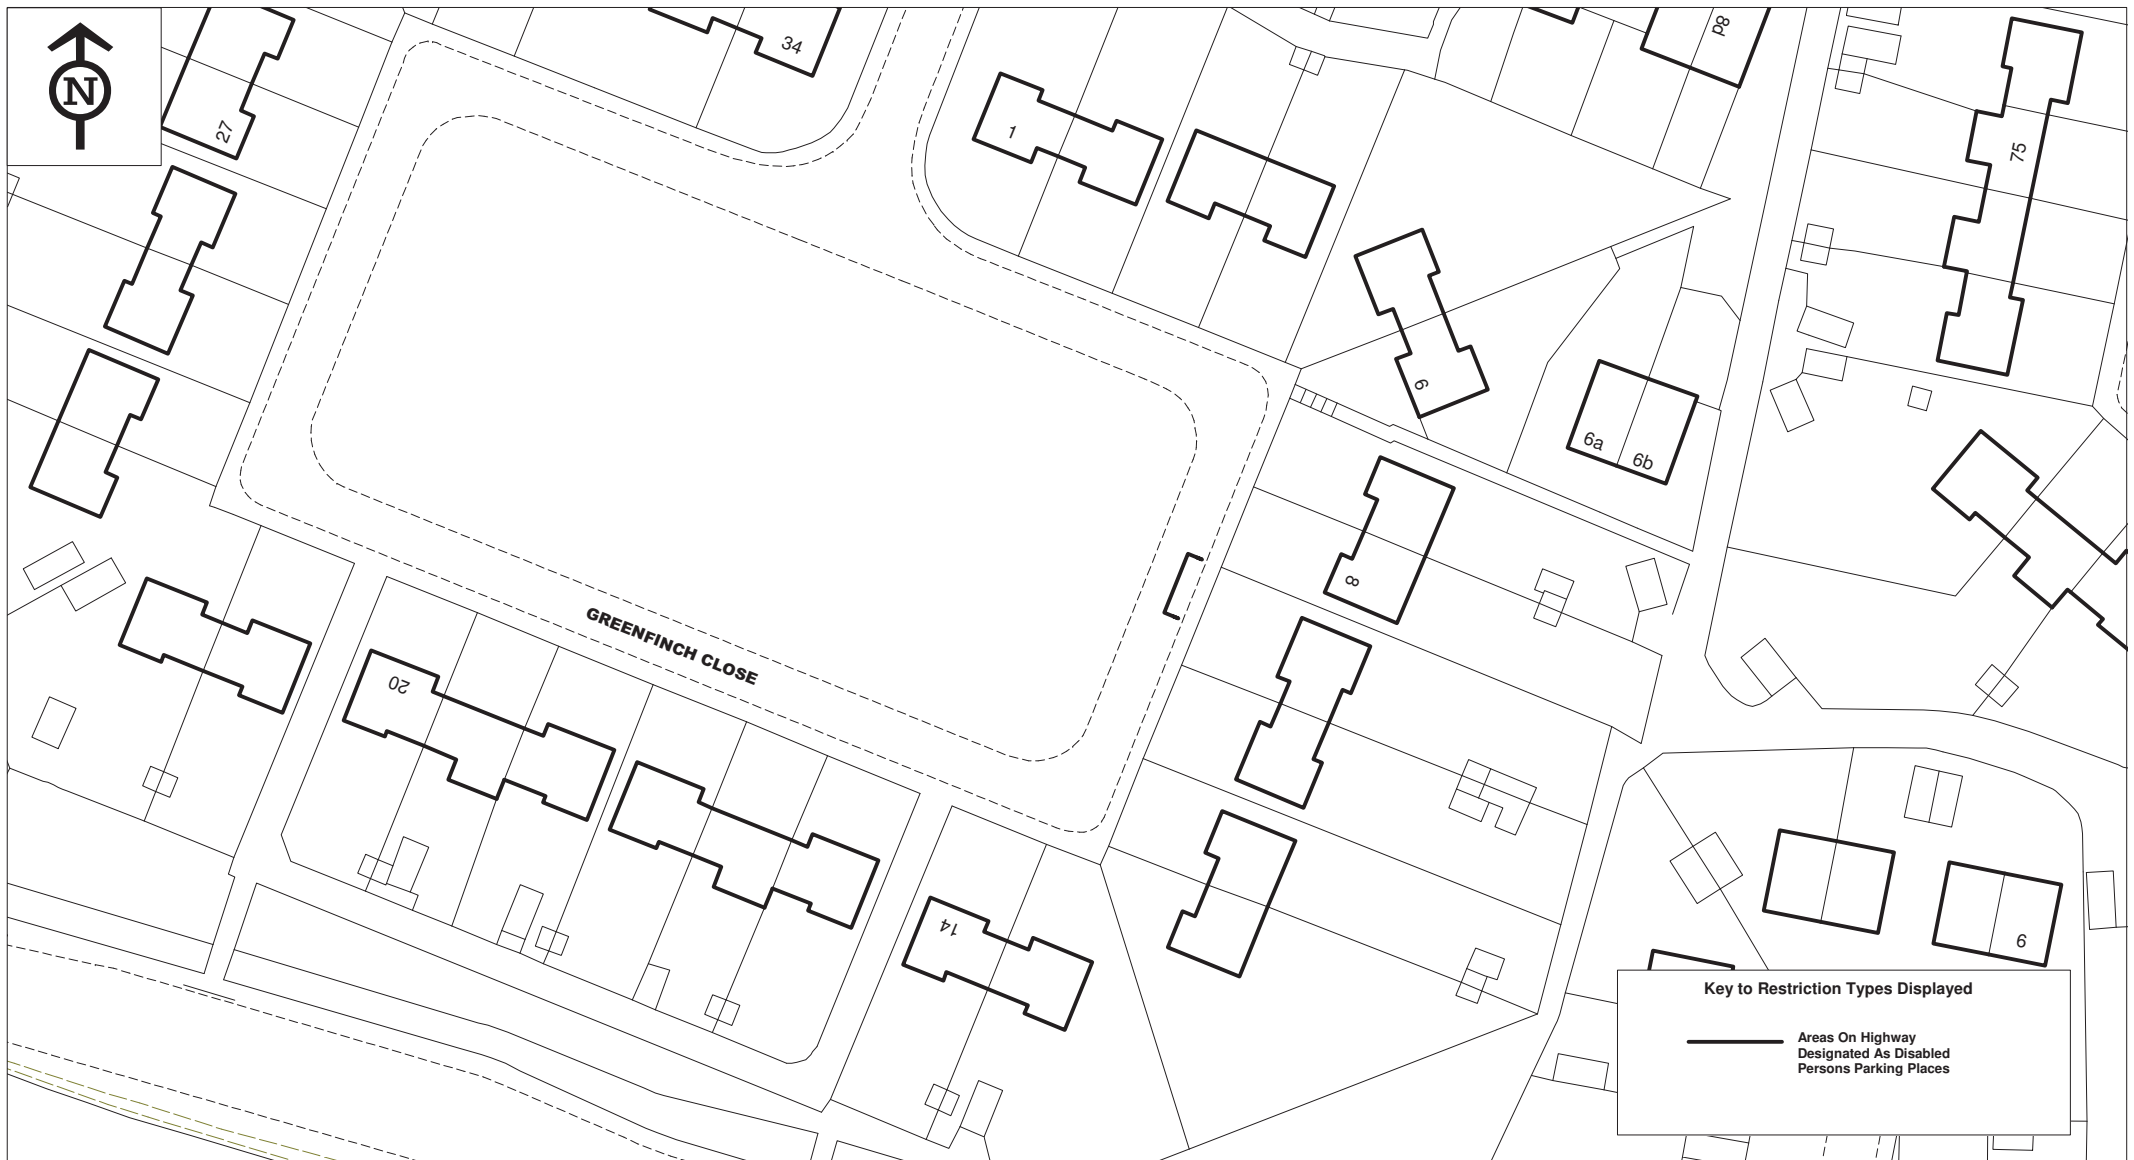 N
27
34
1
p8
75
6
6a
6b
8
GREENFINCH CLOSE
20
14
6
Key to Restriction Types Displayed
Areas On Highway
Designated As Disabled
Persons Parking Places